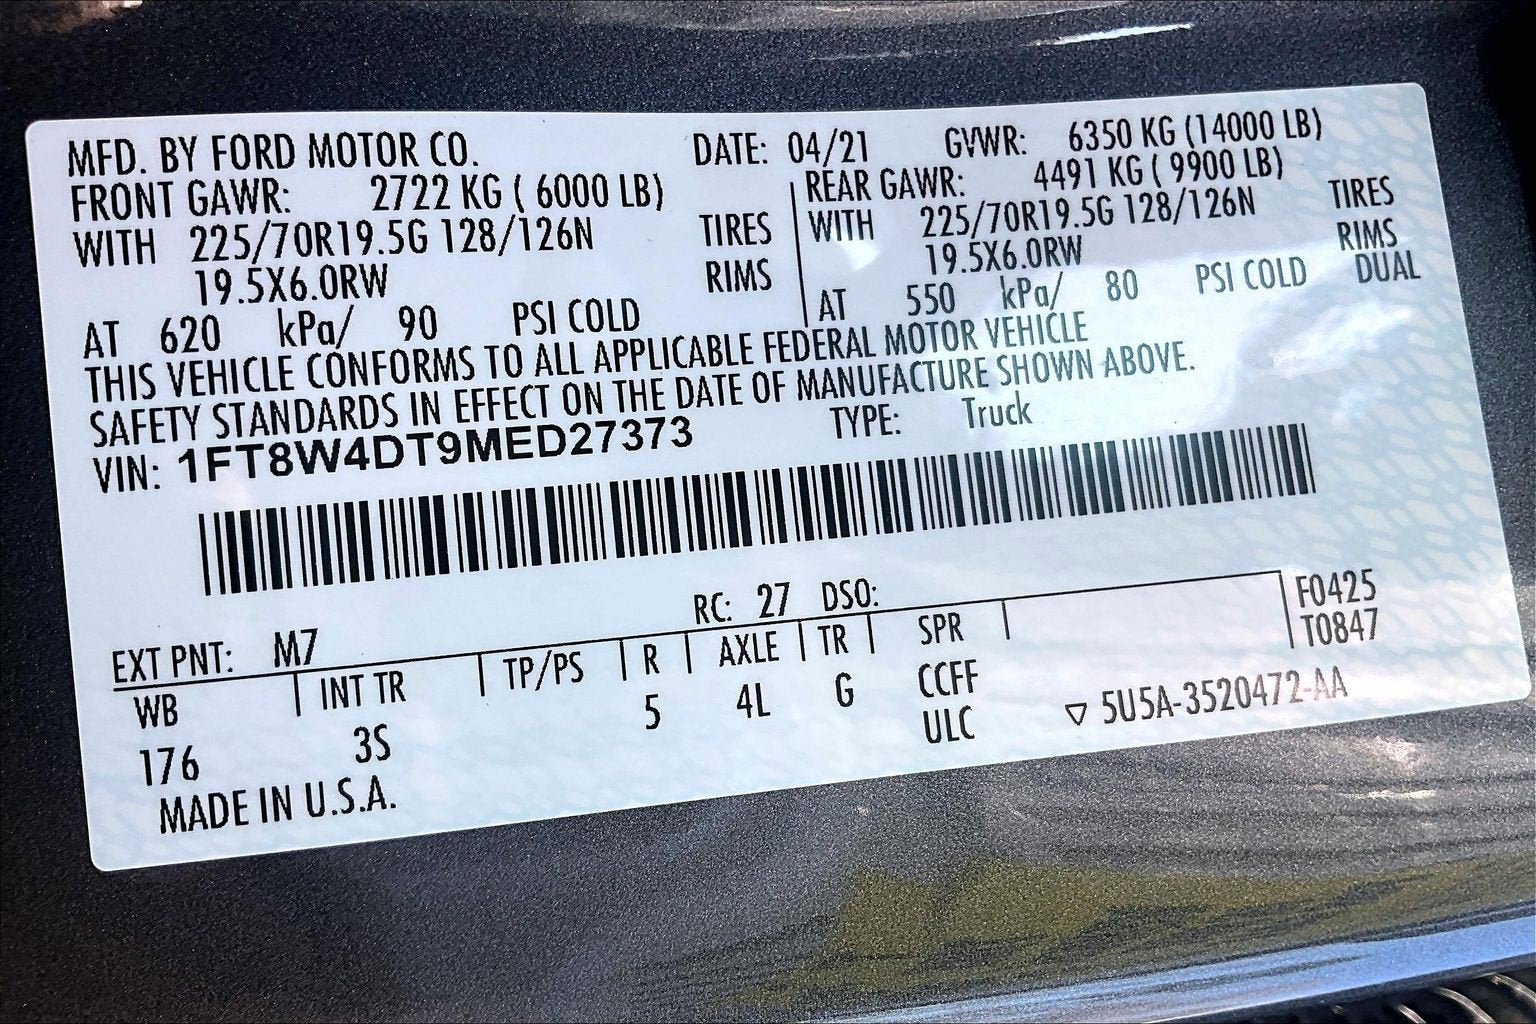 MFD. BY FORD MOTOR CO. DATE: 04/21 GVWR: 6350 KG (14000 LB)
FRONT GAWR: 2722 KG ( 6000 LB) REAR GAWR: 4491 KG ( 9900 LB)
WITH 225/70R19.5G 128/126N TIRES WITH 225/70R19.5G 128/126N TIRES
19.5X6.0RW RIMS 19.5X6.0RW RIMS
AT 620 kPa/ 90 PSI COLD AT 550 kPa/ 80 PSI COLD DUAL
THIS VEHICLE CONFORMS TO ALL APPLICABLE FEDERAL MOTOR VEHICLE
SAFETY STANDARDS IN EFFECT ON THE DATE OF MANUFACTURE SHOWN ABOVE.
VIN: 1FT8W4DT9MED27373 TYPE: Truck
RC: 27 DSO: F0425
EXT PNT: M7 T0847
WB INT TR TP/PS R AXLE TR SPR
176 3S 5 4L G CCFF
ULC ▽ 5U5A-3520472-AA
MADE IN U.S.A.